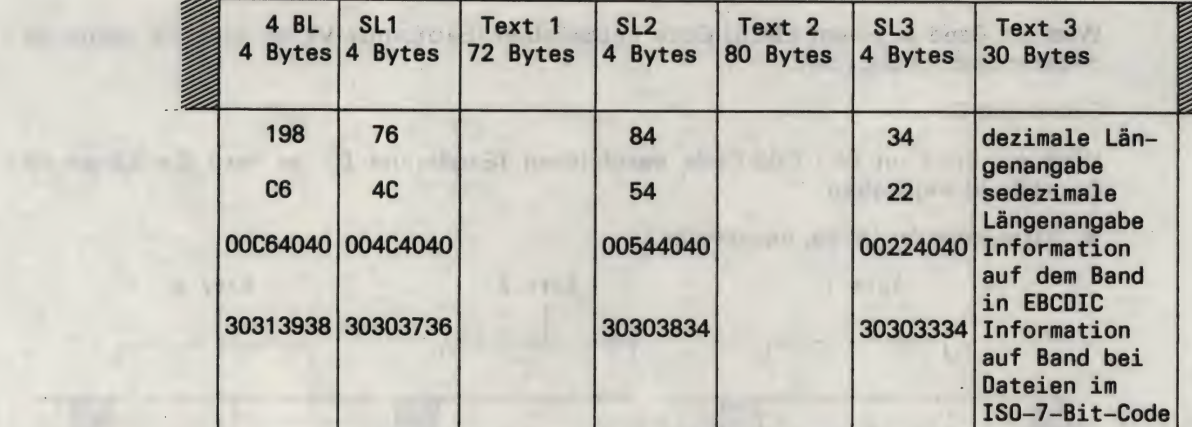 4 BL SL1 Text 1 SL2 Text 2 SL3 Text 3
4 Bytes 4 Bytes 72 Bytes 4 Bytes 80 Bytes 4 Bytes 30 Bytes
198 76 84 34 dezimale Län-
genangabe
C6 4C 54 22 sedezimale
Längenangabe
00C64040 004C4040 00544040 00224040 Information
auf dem Band
in EBCDIC
30313938 30303736 30303834 30303334 Information
auf Band bei
Dateien im
ISO-7-Bit-Code